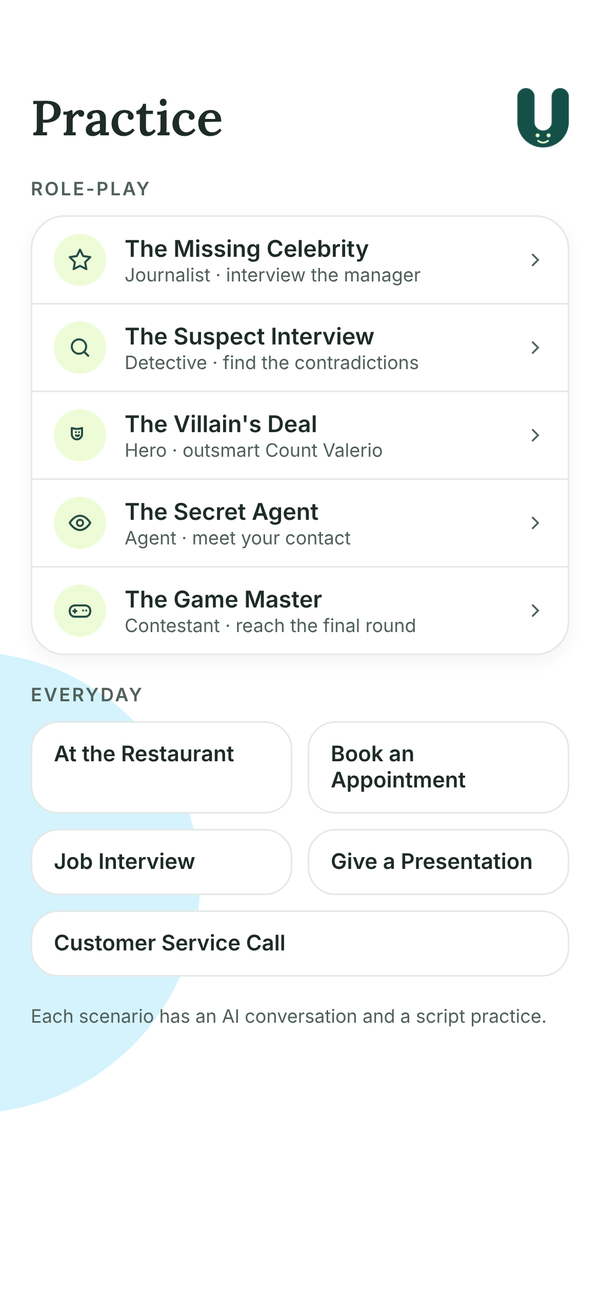 Practice
ROLE-PLAY
The Missing Celebrity
Journalist · interview the manager
The Suspect Interview
Detective · find the contradictions
The Villain's Deal
Hero · outsmart Count Valerio
The Secret Agent
Agent · meet your contact
The Game Master
Contestant · reach the final round
EVERYDAY
At the Restaurant
Book an
Appointment
Job Interview
Give a Presentation
Customer Service Call
Each scenario has an AI conversation and a script practice.